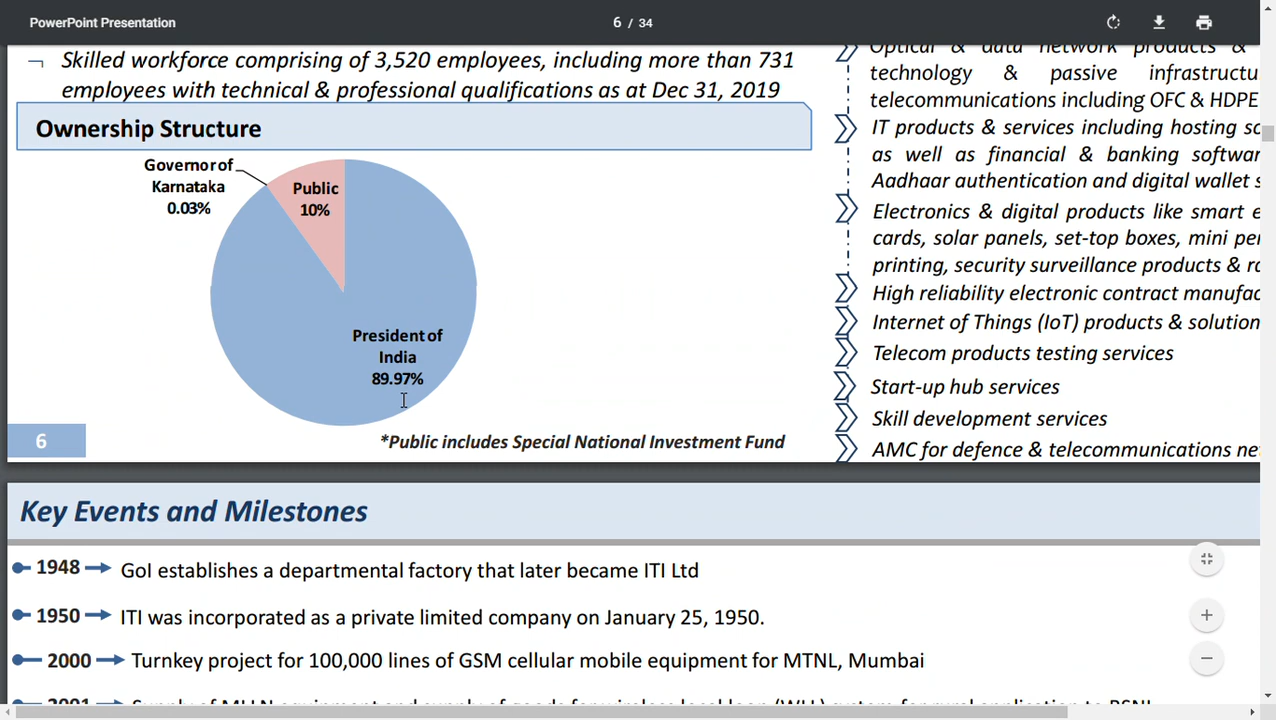 PowerPoint Presentation
6 / 34
Skilled workforce comprising of 3,520 employees, including more than 731
employees with technical & professional qualifications as at Dec 31, 2019
Ownership Structure
Governor of
Karnataka
0.03%
Public
10%
President of
India
89.97%
*Public includes Special National Investment Fund
6
Optical & data network products &
technology & passive infrastructu
telecommunications including OFC & HDPE
IT products & services including hosting
as well as financial & banking softwar
Aadhaar authentication and digital wallet s
Electronics & digital products like smart e
cards, solar panels, set-top boxes, mini per
printing, security surveillance products &
High reliability electronic contract manufac
Internet of Things (IoT) products & solution
Telecom products testing services
Start-up hub services
Skill development services
AMC for defence & telecommunications ne
Key Events and Milestones
1948 GoI establishes a departmental factory that later became ITI Ltd
1950 ITI was incorporated as a private limited company on January 25, 1950.
2000 Turnkey project for 100,000 lines of GSM cellular mobile equipment for MTNL, Mumbai